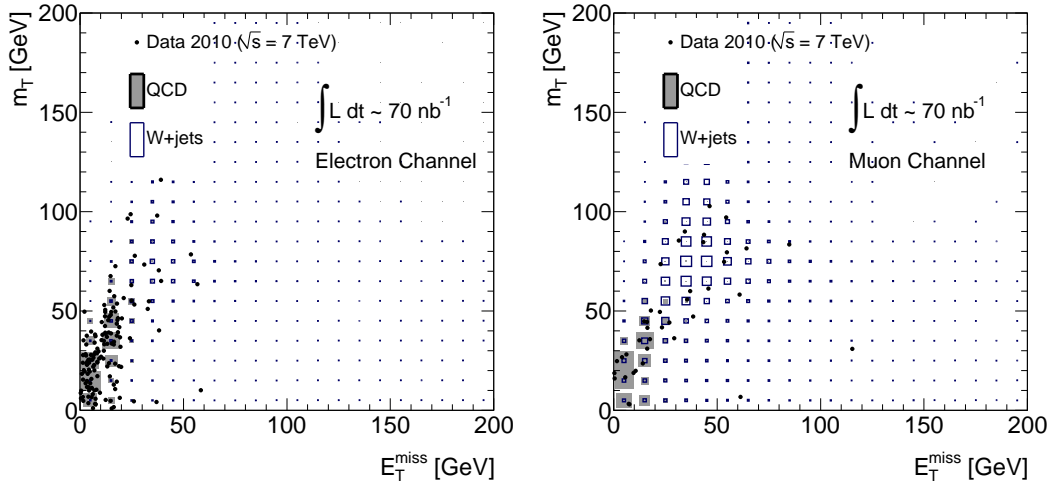 m_T [GeV]
200
150
100
50
0
Data 2010 (√s = 7 TeV)
QCD
W+jets
∫ L dt ~ 70 nb⁻¹
Electron Channel
0 50 100 150 200
E_T^miss [GeV]
m_T [GeV]
200
150
100
50
0
Data 2010 (√s = 7 TeV)
QCD
W+jets
∫ L dt ~ 70 nb⁻¹
Muon Channel
0 50 100 150 200
E_T^miss [GeV]